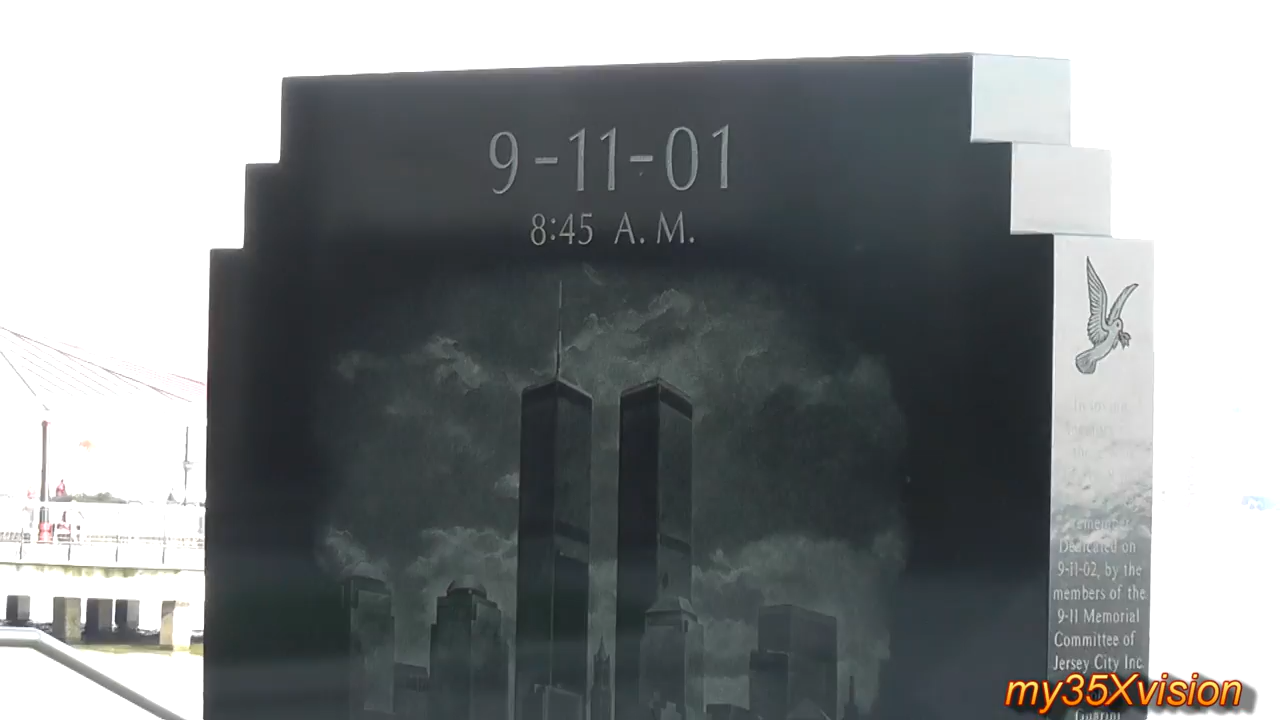 9-11-01
8:45 A.M.
remember
Dedicated on
9-11-02, by the
members of the
9-11 Memorial
Committee of
Jersey City Inc.
my35Xvision